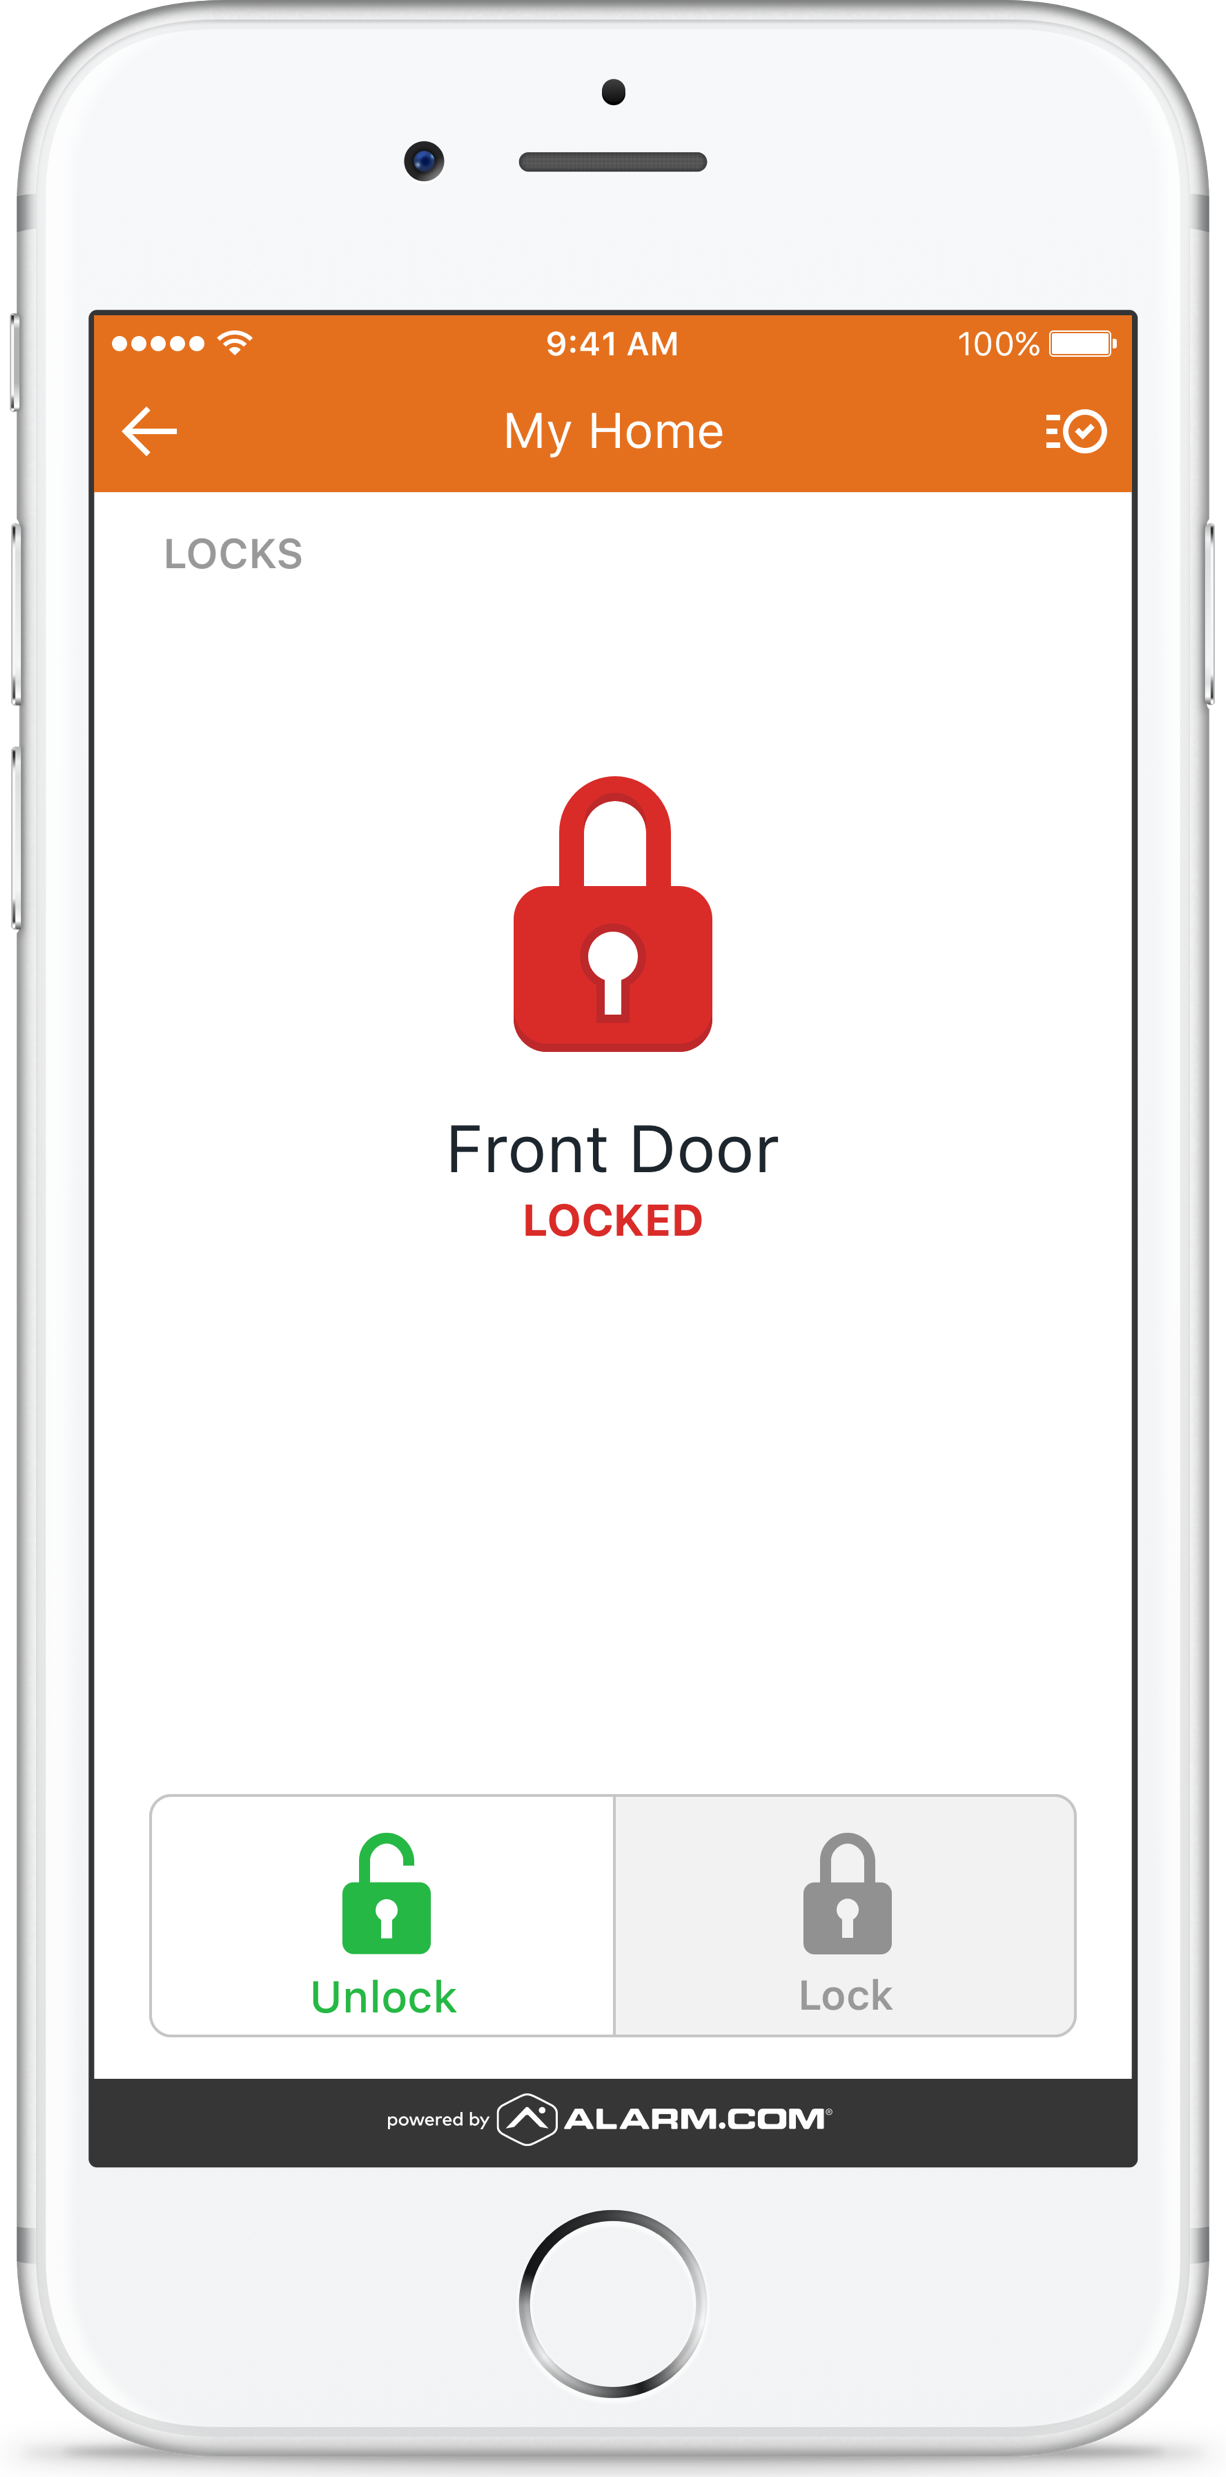 9:41 AM
100%
My Home
LOCKS
Front Door
LOCKED
Unlock
Lock
powered by ALARM.COM®